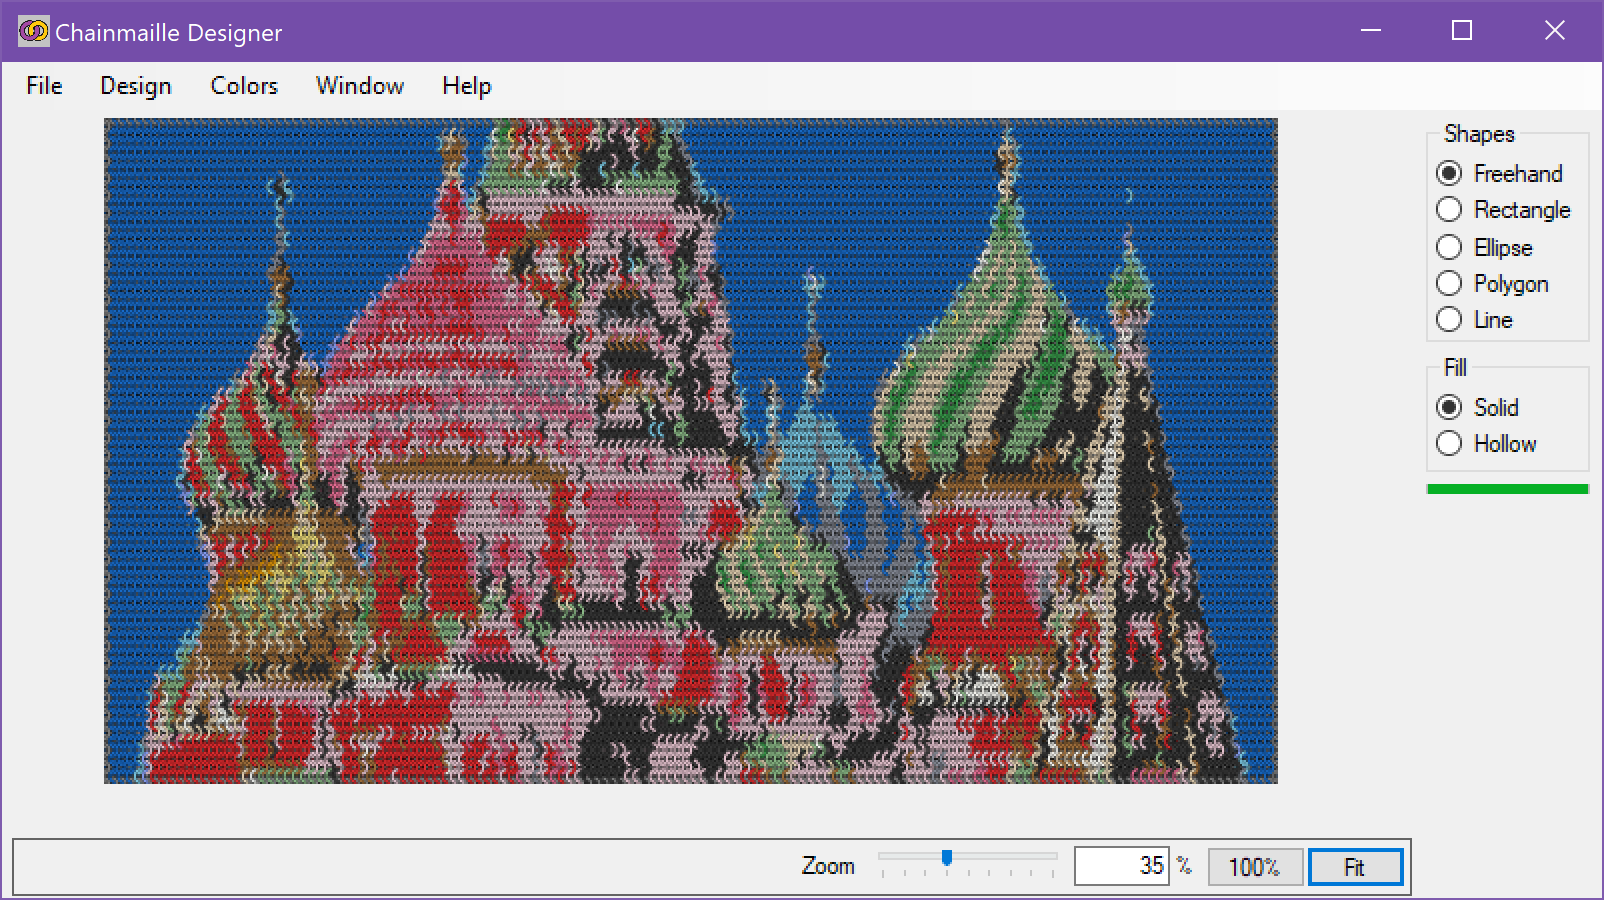 Chainmaille Designer
File Design Colors Window Help
Shapes
Freehand
Rectangle
Ellipse
Polygon
Line
Fill
Solid
Hollow
Zoom 35 % 100% Fit